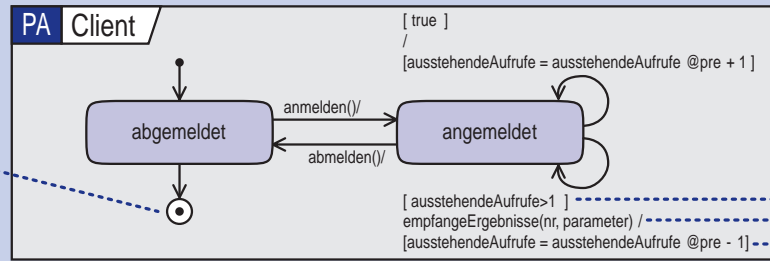 PA Client
[ true ]
/
[ausstehendeAufrufe = ausstehendeAufrufe @pre + 1 ]
abgemeldet
anmelden()/
angemeldet
abmelden()/
[ ausstehendeAufrufe>1 ]
empfangeErgebnisse(nr, parameter) /
[ausstehendeAufrufe = ausstehendeAufrufe @pre - 1]